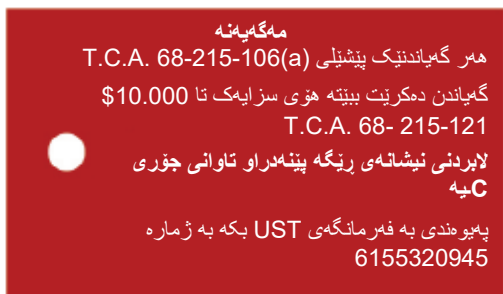 مەگەیەنە
هەر گەیاندنێک پێشێلی T.C.A. 68-215-106(a)
گەیاندن دەکرێت ببێتە هۆی سزایەک تا 10.000$
T.C.A. 68- 215-121
لابردنی نیشانەی ڕێگە پێنەدراو تاوانی جۆری
Cـیە
پەیوەندی بە فەرمانگەی UST بکە بە ژمارە
6155320945